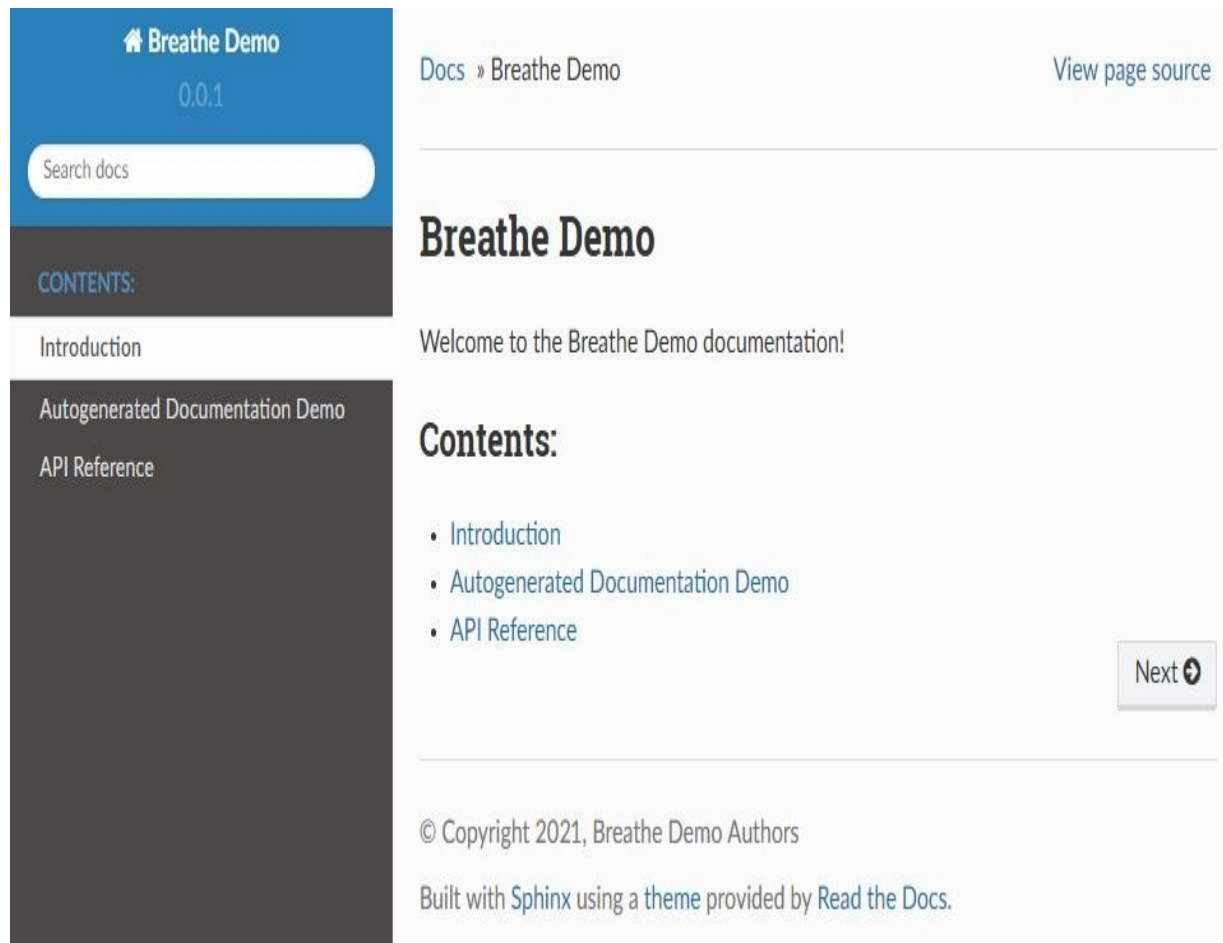 Breathe Demo
0.0.1
Search docs
CONTENTS:
Introduction
Autogenerated Documentation Demo
API Reference
Docs » Breathe Demo
View page source
Breathe Demo
Welcome to the Breathe Demo documentation!
Contents:
• Introduction
• Autogenerated Documentation Demo
• API Reference
Next
© Copyright 2021, Breathe Demo Authors
Built with Sphinx using a theme provided by Read the Docs.